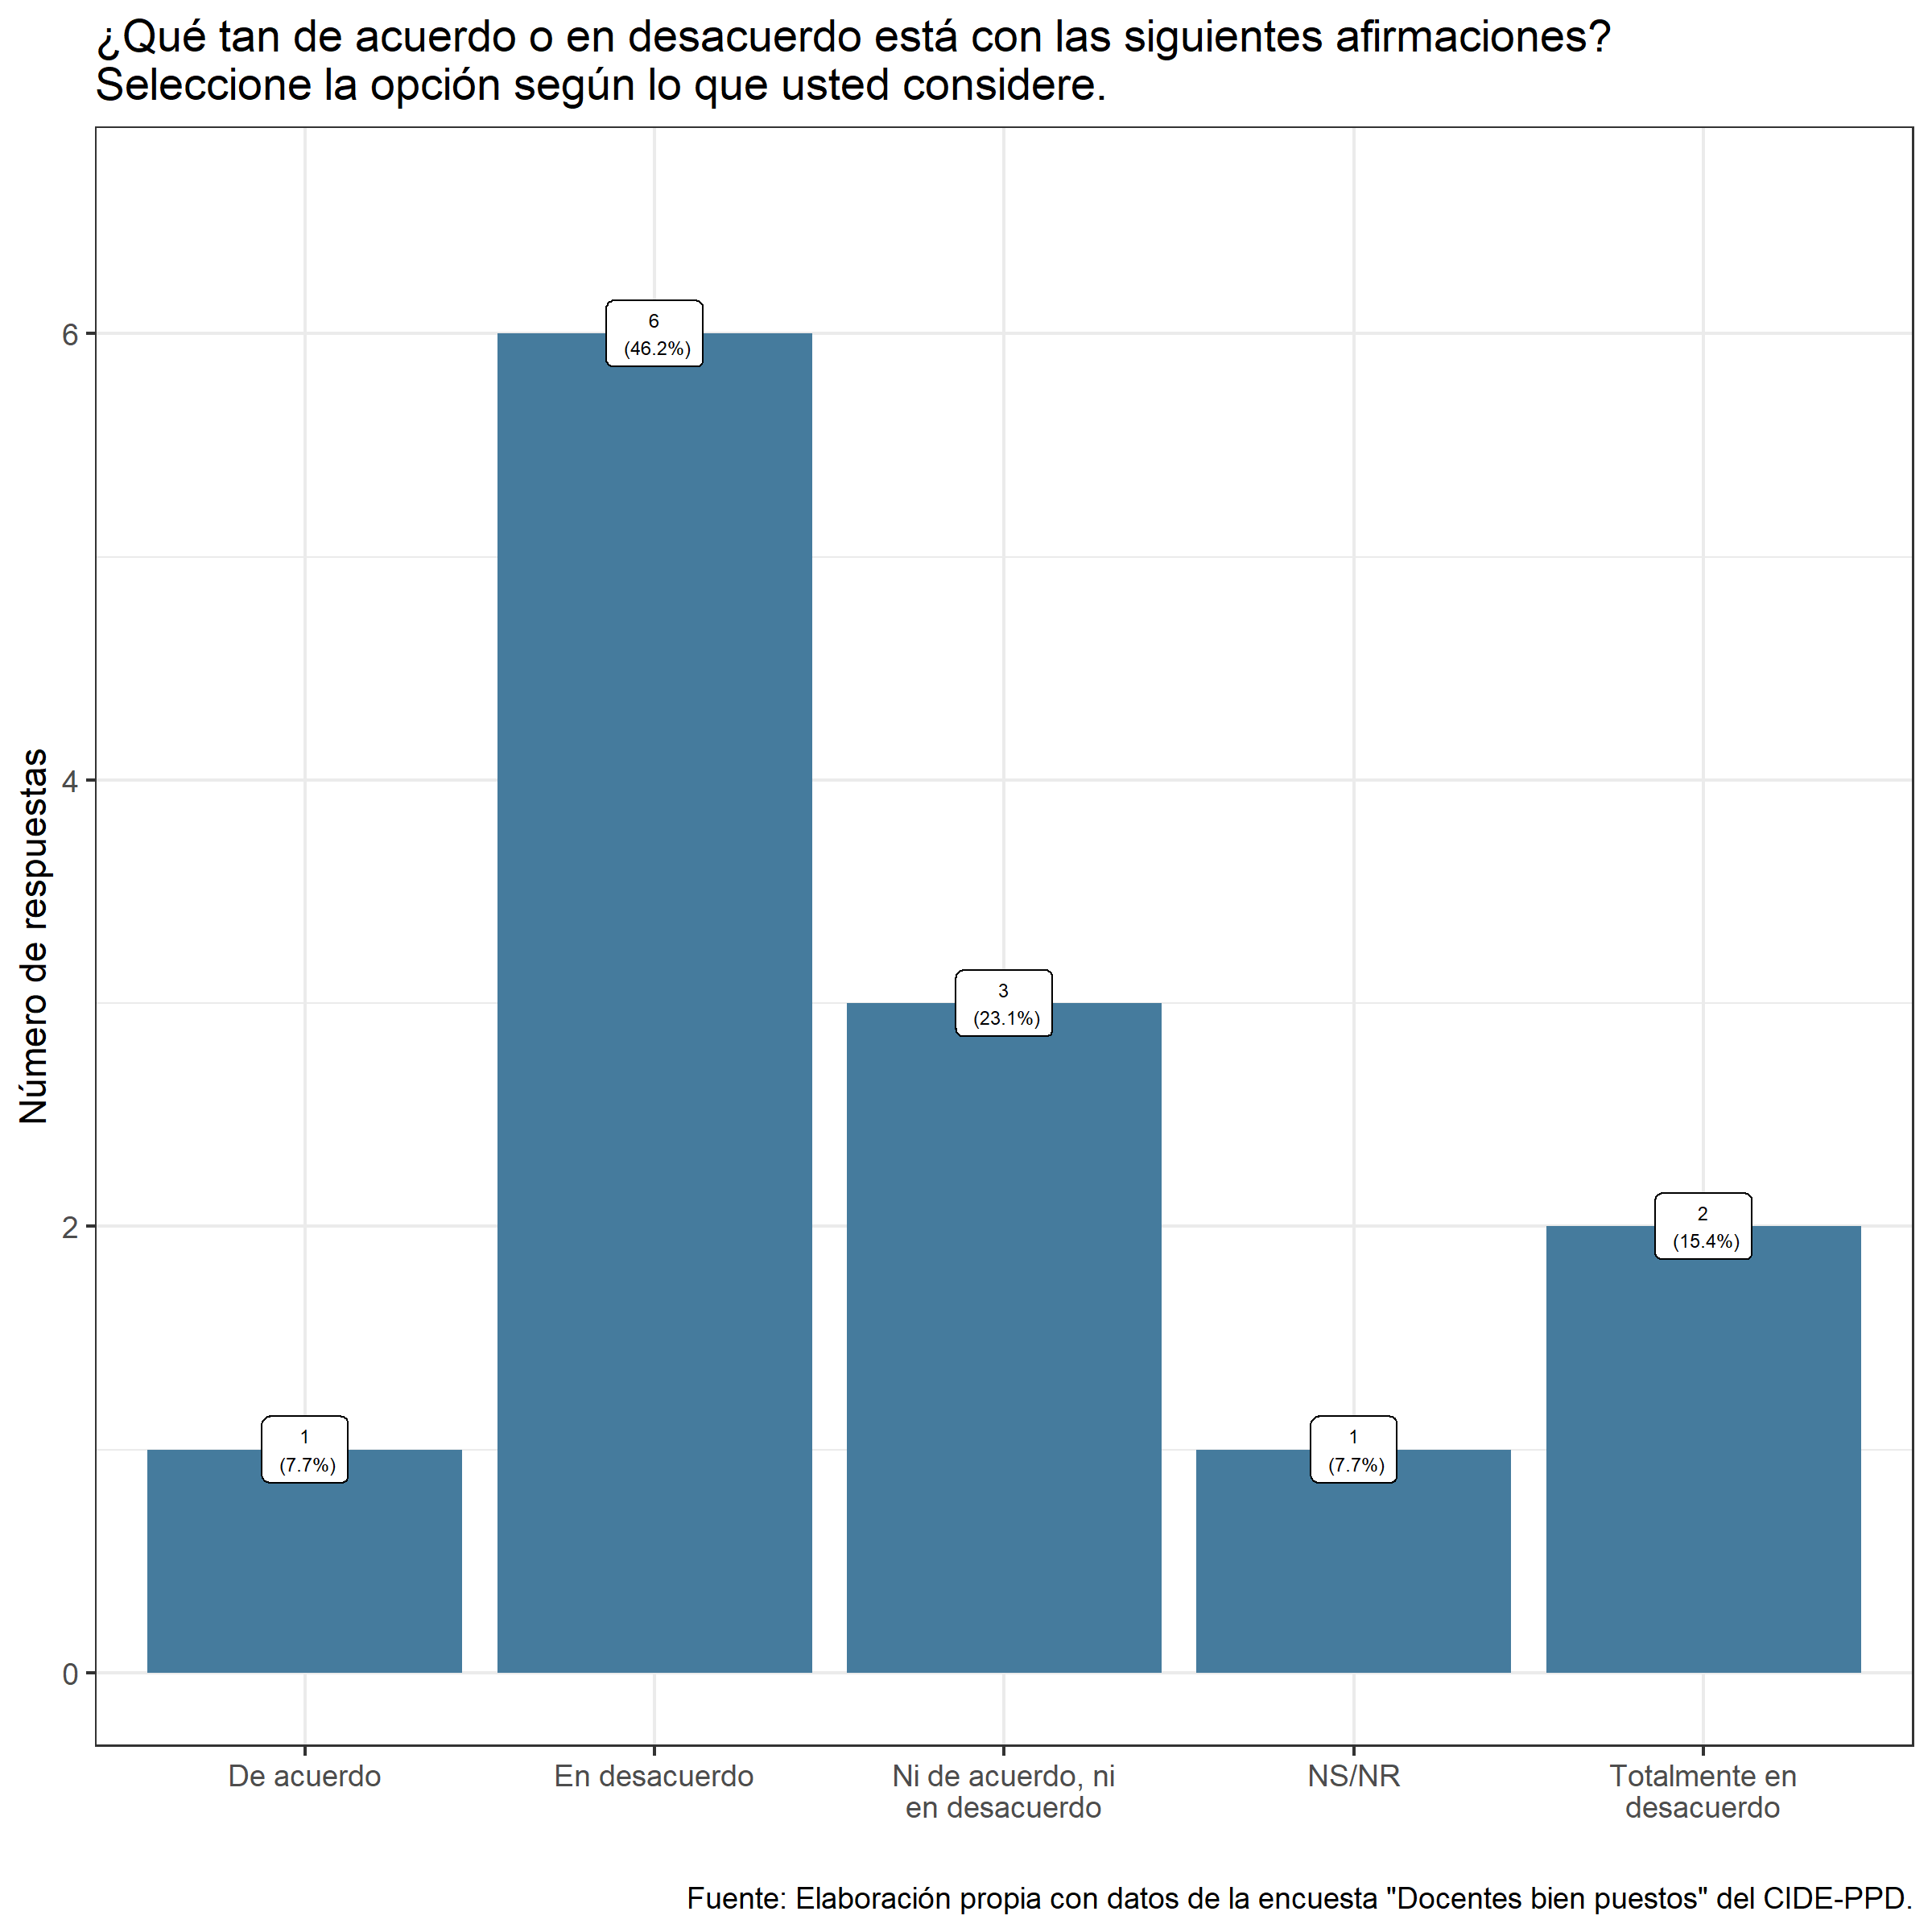 ¿Qué tan de acuerdo o en desacuerdo está con las siguientes afirmaciones?
Seleccione la opción según lo que usted considere.
Número de respuestas
6
4
2
0
1
(7.7%)
6
(46.2%)
3
(23.1%)
1
(7.7%)
2
(15.4%)
De acuerdo
En desacuerdo
Ni de acuerdo, ni
en desacuerdo
NS/NR
Totalmente en
desacuerdo
Fuente: Elaboración propia con datos de la encuesta "Docentes bien puestos" del CIDE-PPD.